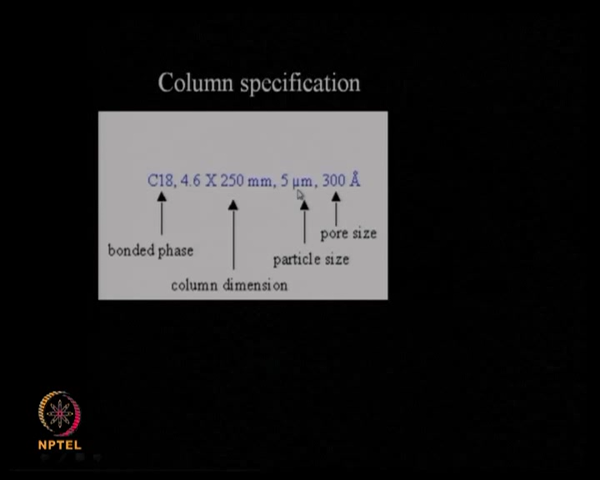 Column specification
C18, 4.6 X 250 mm, 5 µm, 300 Å
pore size
bonded phase
particle size
column dimension
NPTEL